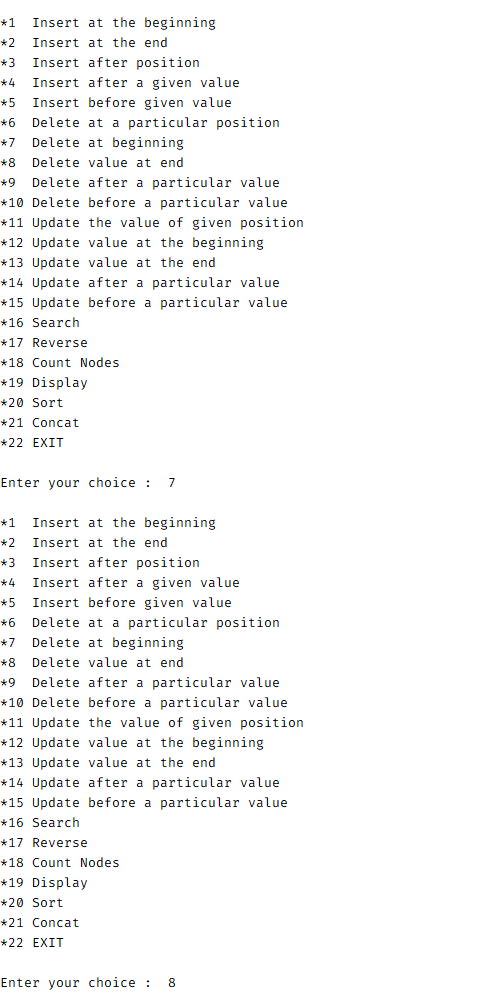 *1  Insert at the beginning
*2  Insert at the end
*3  Insert after position
*4  Insert after a given value
*5  Insert before given value
*6  Delete at a particular position
*7  Delete at beginning
*8  Delete value at end
*9  Delete after a particular value
*10 Delete before a particular value
*11 Update the value of given position
*12 Update value at the beginning
*13 Update value at the end
*14 Update after a particular value
*15 Update before a particular value
*16 Search
*17 Reverse
*18 Count Nodes
*19 Display
*20 Sort
*21 Concat
*22 EXIT
Enter your choice :  7
*1  Insert at the beginning
*2  Insert at the end
*3  Insert after position
*4  Insert after a given value
*5  Insert before given value
*6  Delete at a particular position
*7  Delete at beginning
*8  Delete value at end
*9  Delete after a particular value
*10 Delete before a particular value
*11 Update the value of given position
*12 Update value at the beginning
*13 Update value at the end
*14 Update after a particular value
*15 Update before a particular value
*16 Search
*17 Reverse
*18 Count Nodes
*19 Display
*20 Sort
*21 Concat
*22 EXIT
Enter your choice :  8